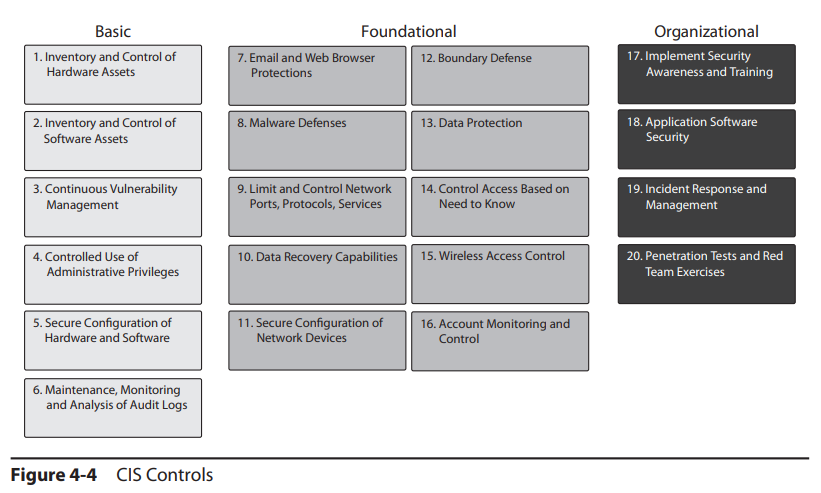 Basic
Foundational
Organizational
1. Inventory and Control of
Hardware Assets
2. Inventory and Control of
Software Assets
3. Continuous Vulnerability
Management
4. Controlled Use of
Administrative Privileges
5. Secure Configuration of
Hardware and Software
6. Maintenance, Monitoring
and Analysis of Audit Logs
7. Email and Web Browser
Protections
8. Malware Defenses
9. Limit and Control Network
Ports, Protocols, Services
10. Data Recovery Capabilities
11. Secure Configuration of
Network Devices
12. Boundary Defense
13. Data Protection
14. Control Access Based on
Need to Know
15. Wireless Access Control
16. Account Monitoring and
Control
17. Implement Security
Awareness and Training
18. Application Software
Security
19. Incident Response and
Management
20. Penetration Tests and Red
Team Exercises
Figure 4-4 CIS Controls